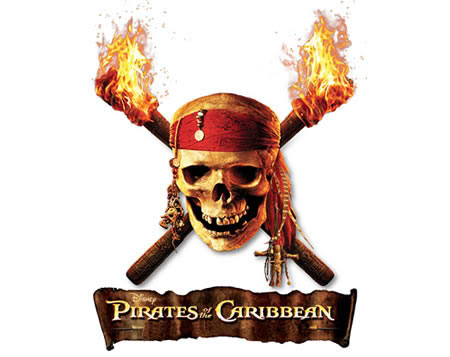 Disney
PIRATES of the CARIBBEAN